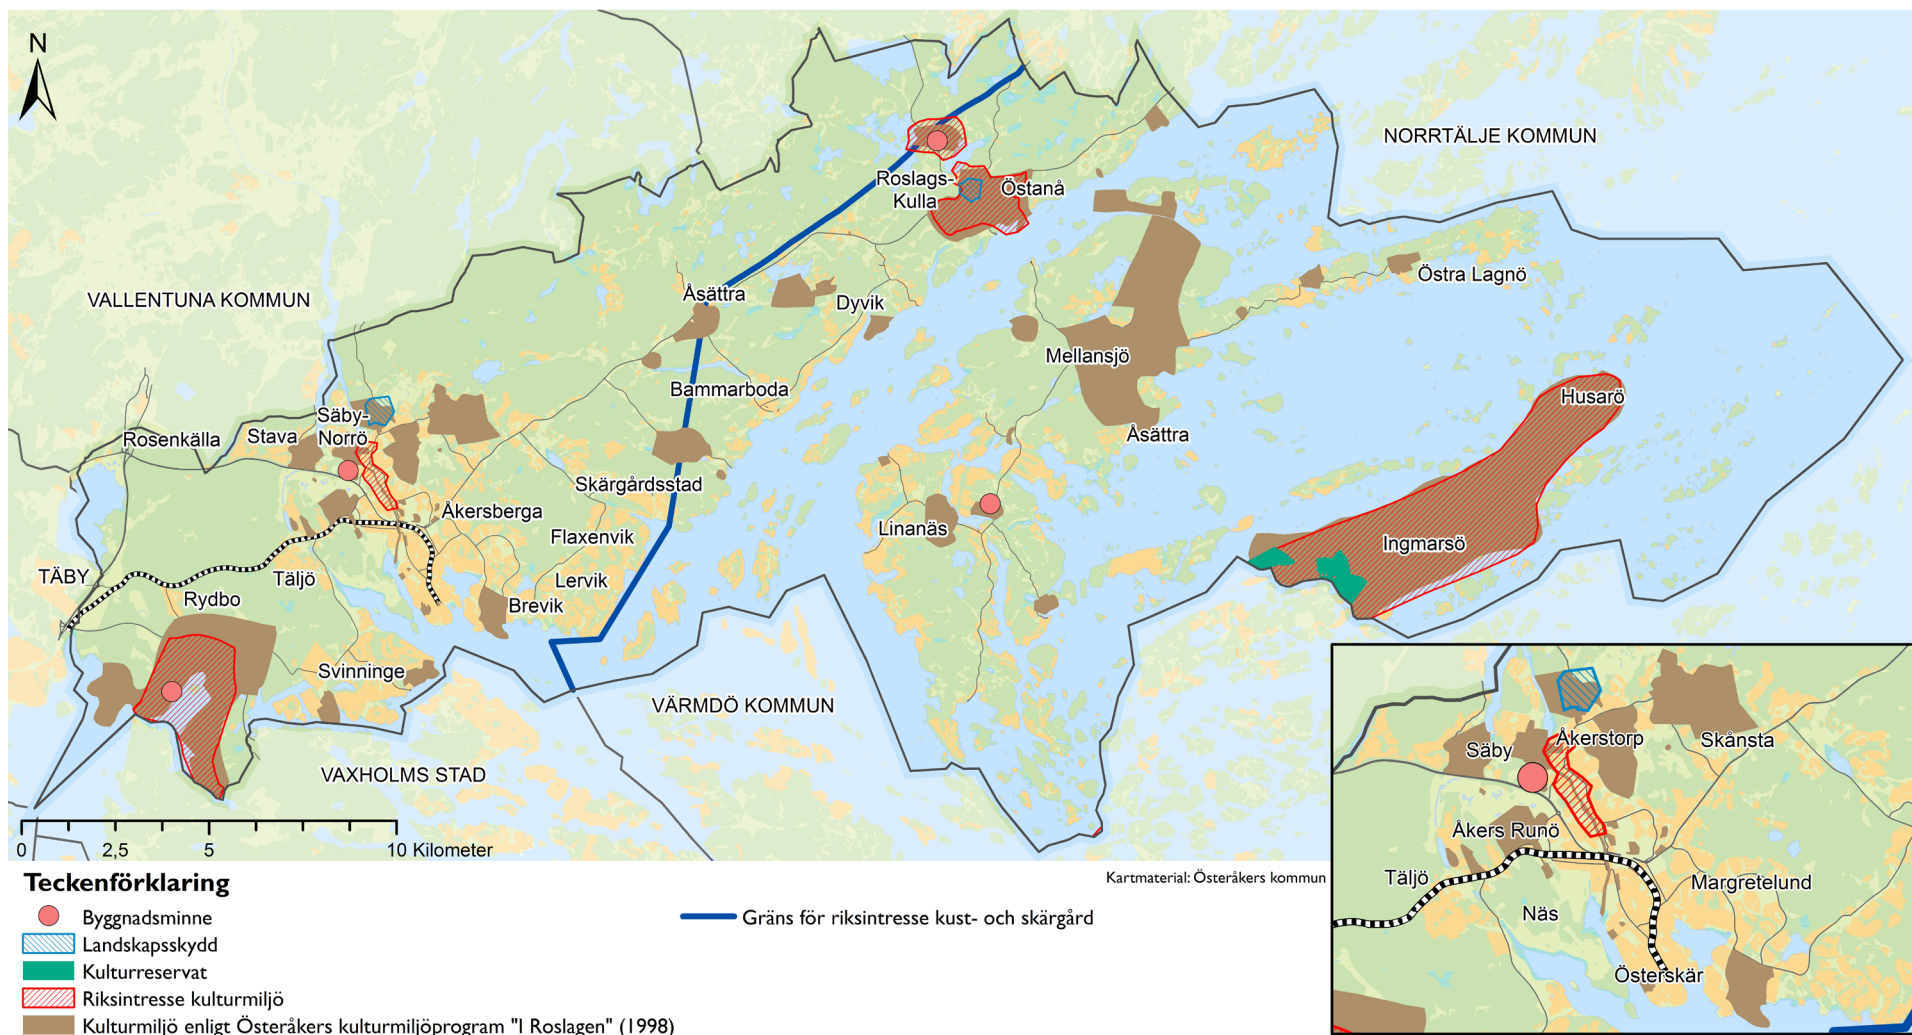 N
NORRTÄLJE KOMMUN
Roslags-
Kulla
Östanå
VALLENTUNA KOMMUN
Åsättra
Dyvik
Östra Lagnö
Mellansjö
Bammarboda
Husarö
Säby-
Norrö
Stava
Rosenkälla
Åsättra
Skärgårdsstad
Åkersberga
Linanäs
Flaxenvik
Ingmarsö
TÄBY
Täljö
Lervik
Rydbo
Brevik
Svinninge
VÄRMDÖ KOMMUN
VAXHOLMS STAD
0 2,5 5 10 Kilometer
Säby
Åkerstorp
Skånsta
Åkers Runö
Täljö
Margretelund
Näs
Österskär
Kartmaterial: Österåkers kommun
Teckenförklaring
Byggnadsminne
Landskapsskydd
Kulturreservat
Riksintresse kulturmiljö
Kulturmiljö enligt Österåkers kulturmiljöprogram "I Roslagen" (1998)
Gräns för riksintresse kust- och skärgård